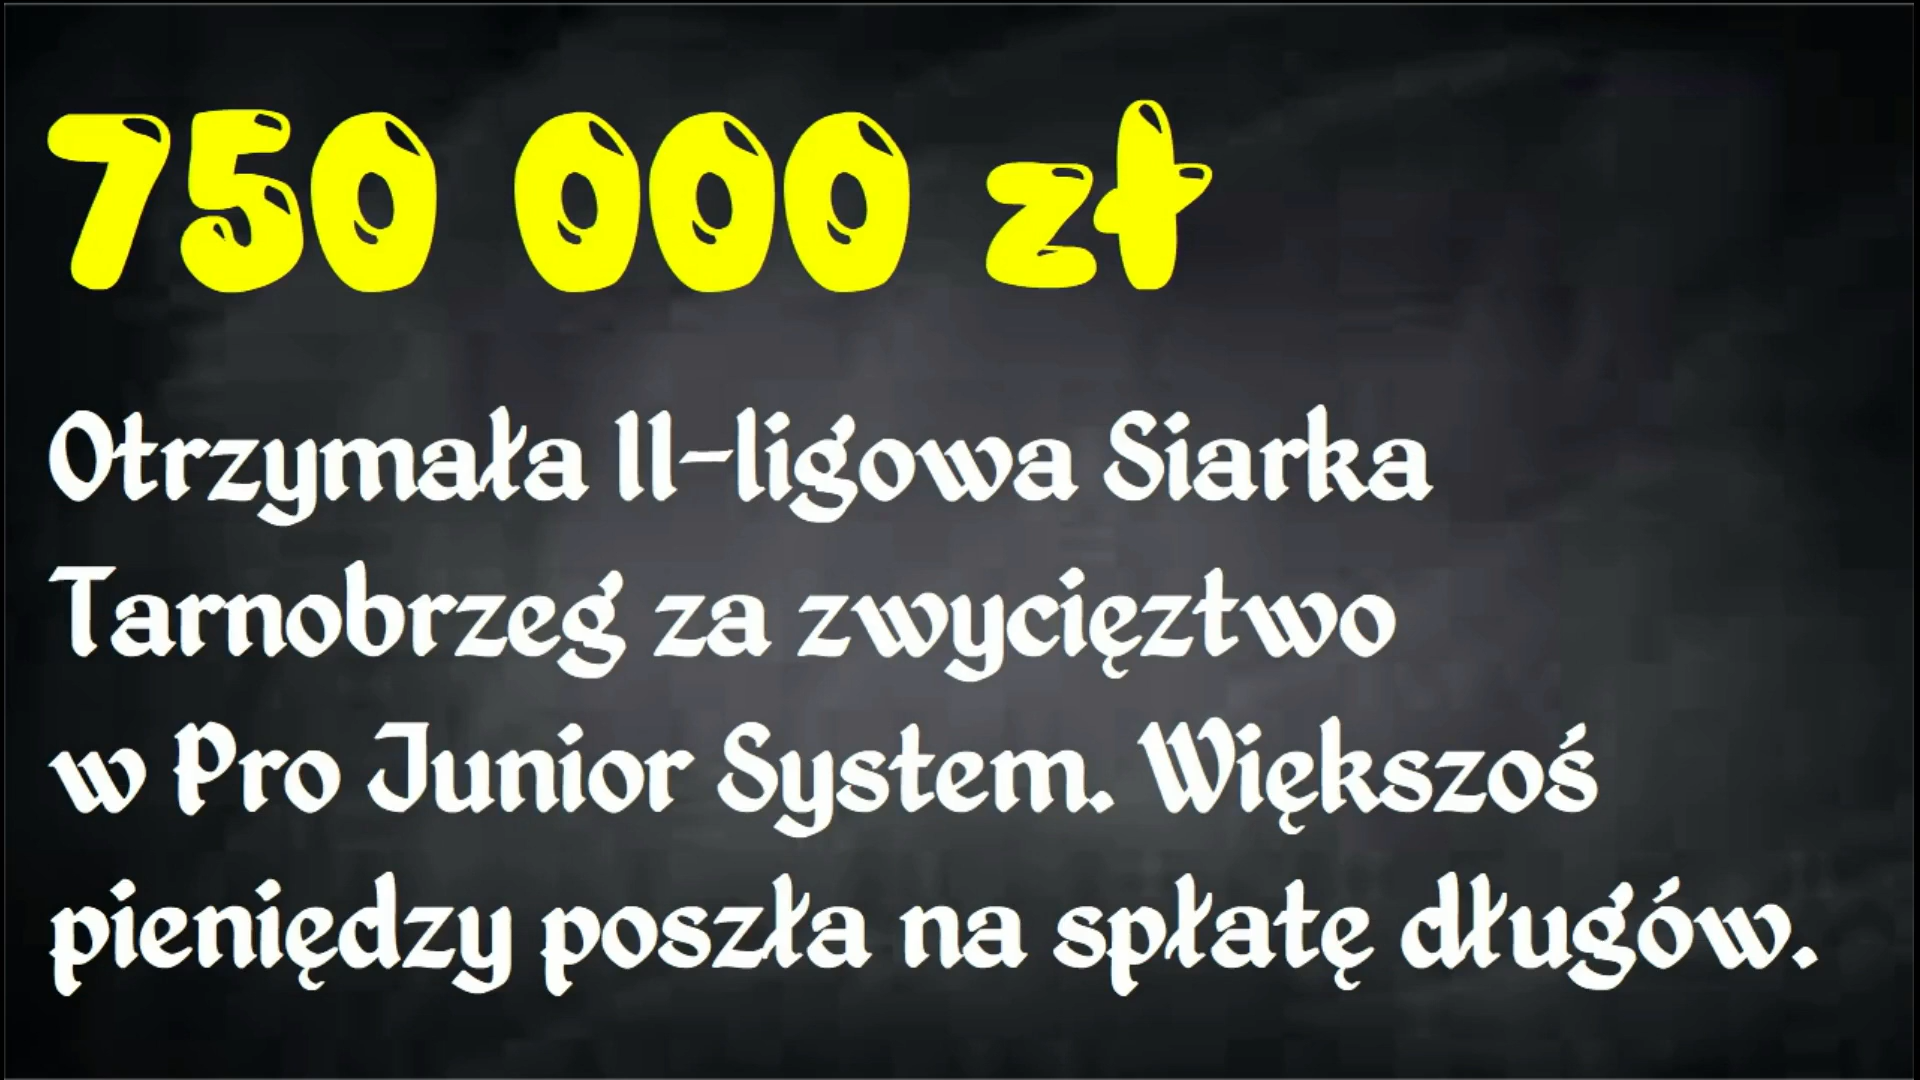 750 000 zł
Otrzymała II-ligowa Siarka
Tarnobrzeg za zwycięztwo
w Pro Junior System. Większoś
pieniędzy poszła na spłatę długów.